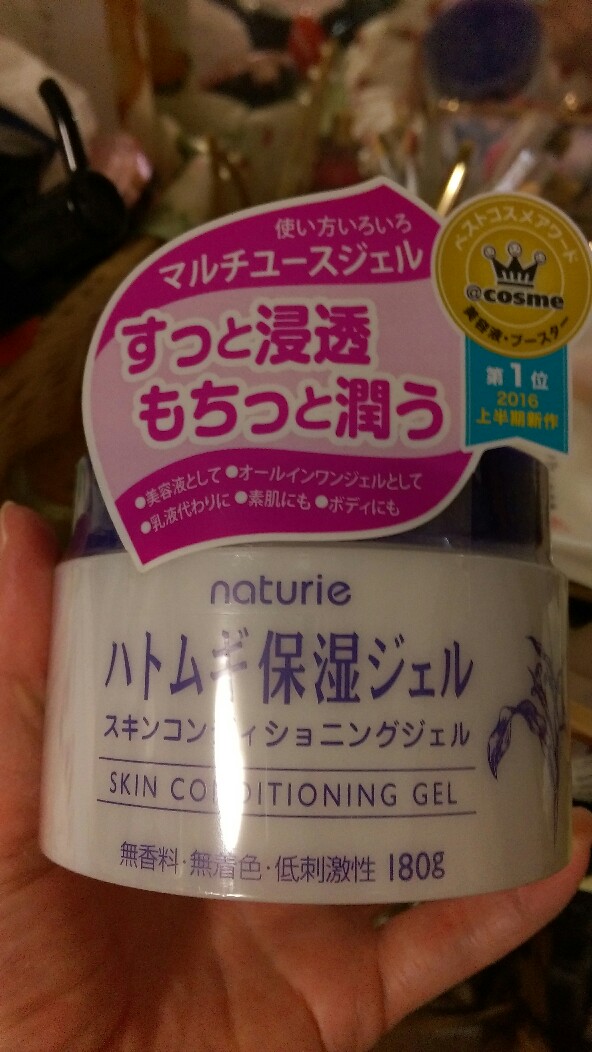 使い方いろいろ
マルチユースジェル
すっと浸透
もちっと潤う
●美容液として ●オールインワンジェルとして
●乳液代わりに ●素肌にも ●ボディにも
ベストコスメアワード
@cosme
美容液・ブースター
第1位
2016
上半期新作
naturie
ハトムギ保湿ジェル
スキンコンディショニングジェル
SKIN CONDITIONING GEL
無香料・無着色・低刺激性 180g